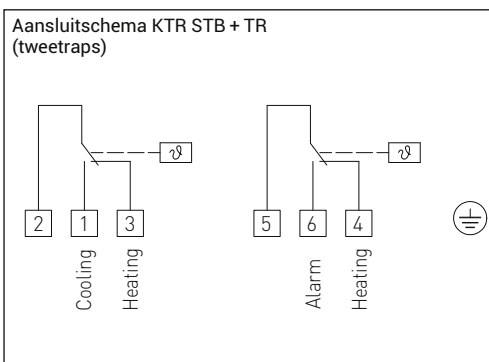 Aansluitschema KTR STB + TR
(tweetraps)
ϑ ϑ
2 1 3 5 6 4
Cooling Heating Alarm Heating